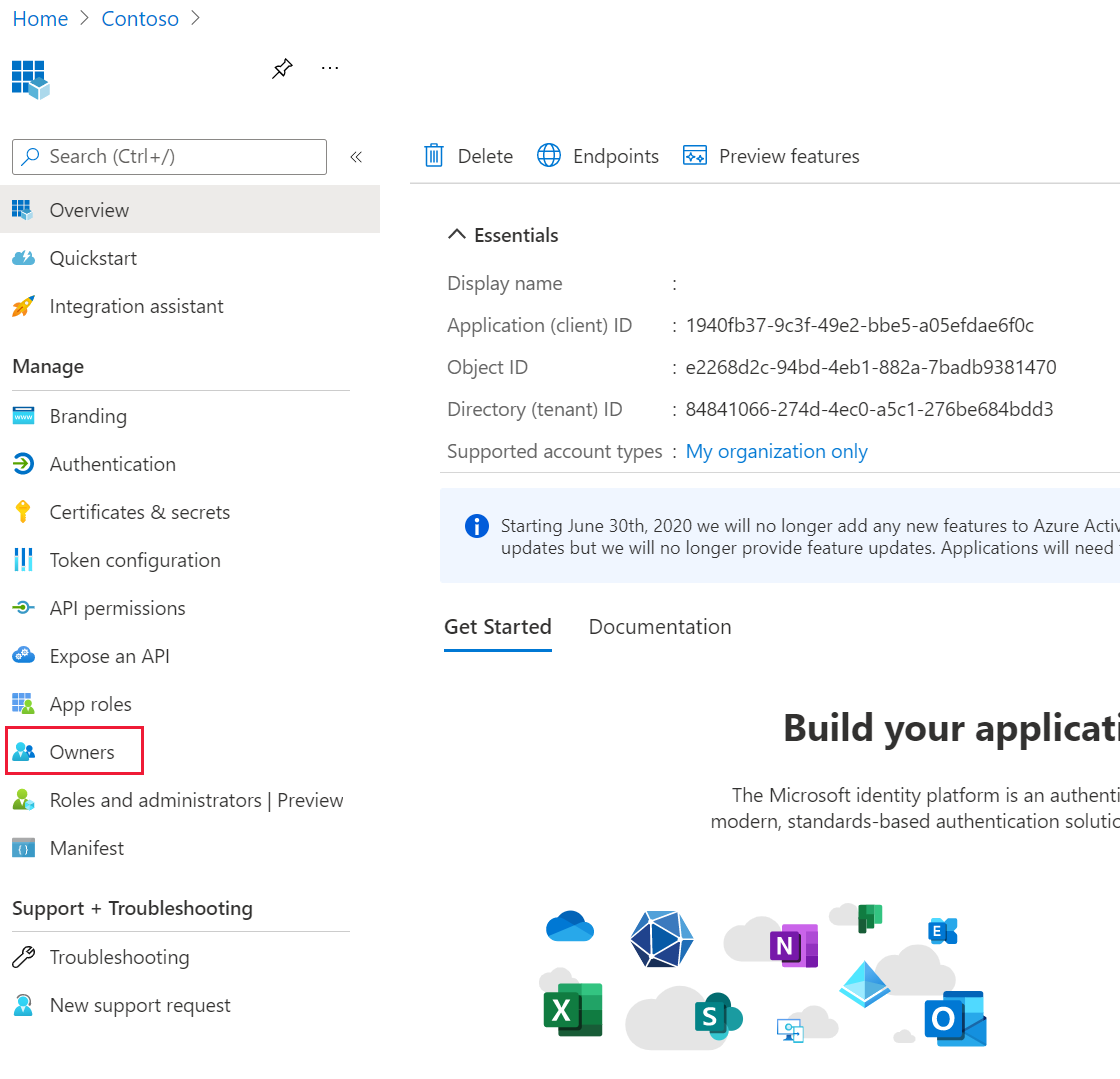 Home > Contoso >
...
Search (Ctrl+/)
«
Overview
Quickstart
Integration assistant
Manage
Branding
Authentication
Certificates & secrets
Token configuration
API permissions
Expose an API
App roles
Owners
Roles and administrators | Preview
Manifest
Support + Troubleshooting
Troubleshooting
New support request
Delete Endpoints Preview features
Essentials
Display name :
Application (client) ID : 1940fb37-9c3f-49e2-bbe5-a05efdae6f0c
Object ID : e2268d2c-94bd-4eb1-882a-7badb9381470
Directory (tenant) ID : 84841066-274d-4ec0-a5c1-276be684bdd3
Supported account types : My organization only
Starting June 30th, 2020 we will no longer add any new features to Azure Activ
updates but we will no longer provide feature updates. Applications will need
Get Started Documentation
Build your applicati
The Microsoft identity platform is an authenti
modern, standards-based authentication solutio
N
E
X
S
O